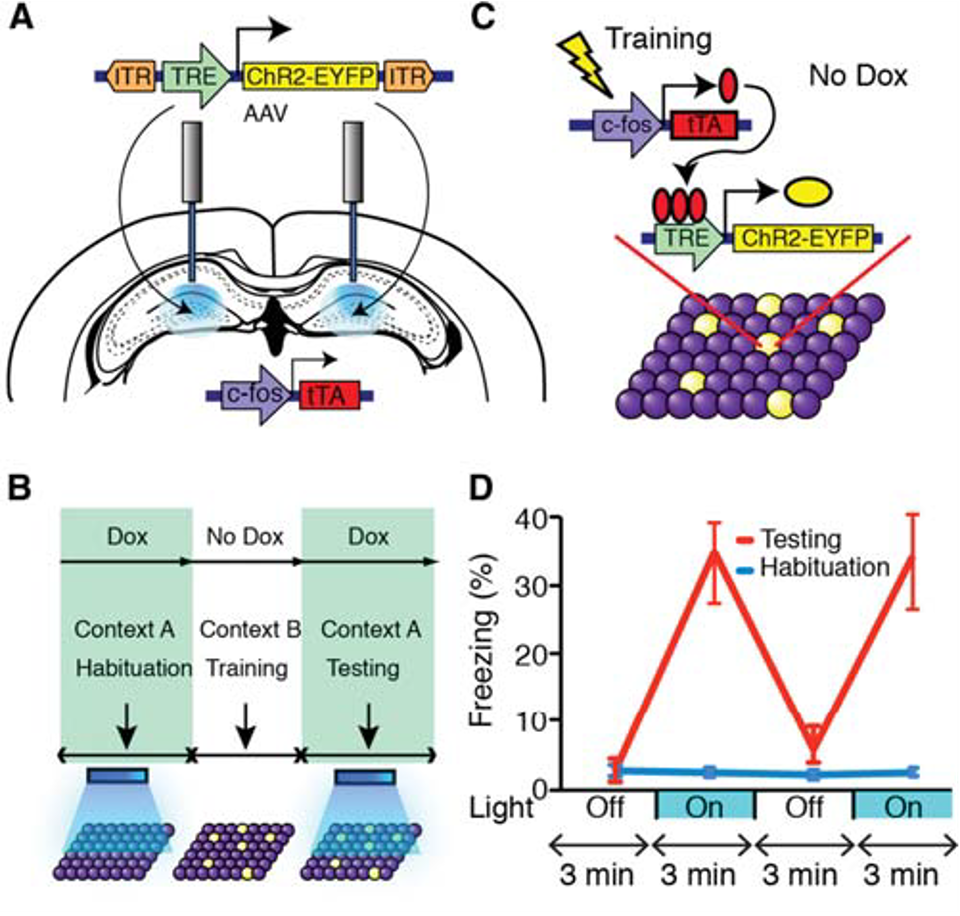 A
ITR TRE ChR2-EYFP ITR
AAV
c-fos tTA
B
Dox No Dox Dox
Context A Context B Context A
Habituation Training Testing
C
Training
No Dox
c-fos tTA
TRE ChR2-EYFP
D
Freezing (%)
40
30
20
10
0
Testing
Habituation
Light Off On Off On
3 min 3 min 3 min 3 min